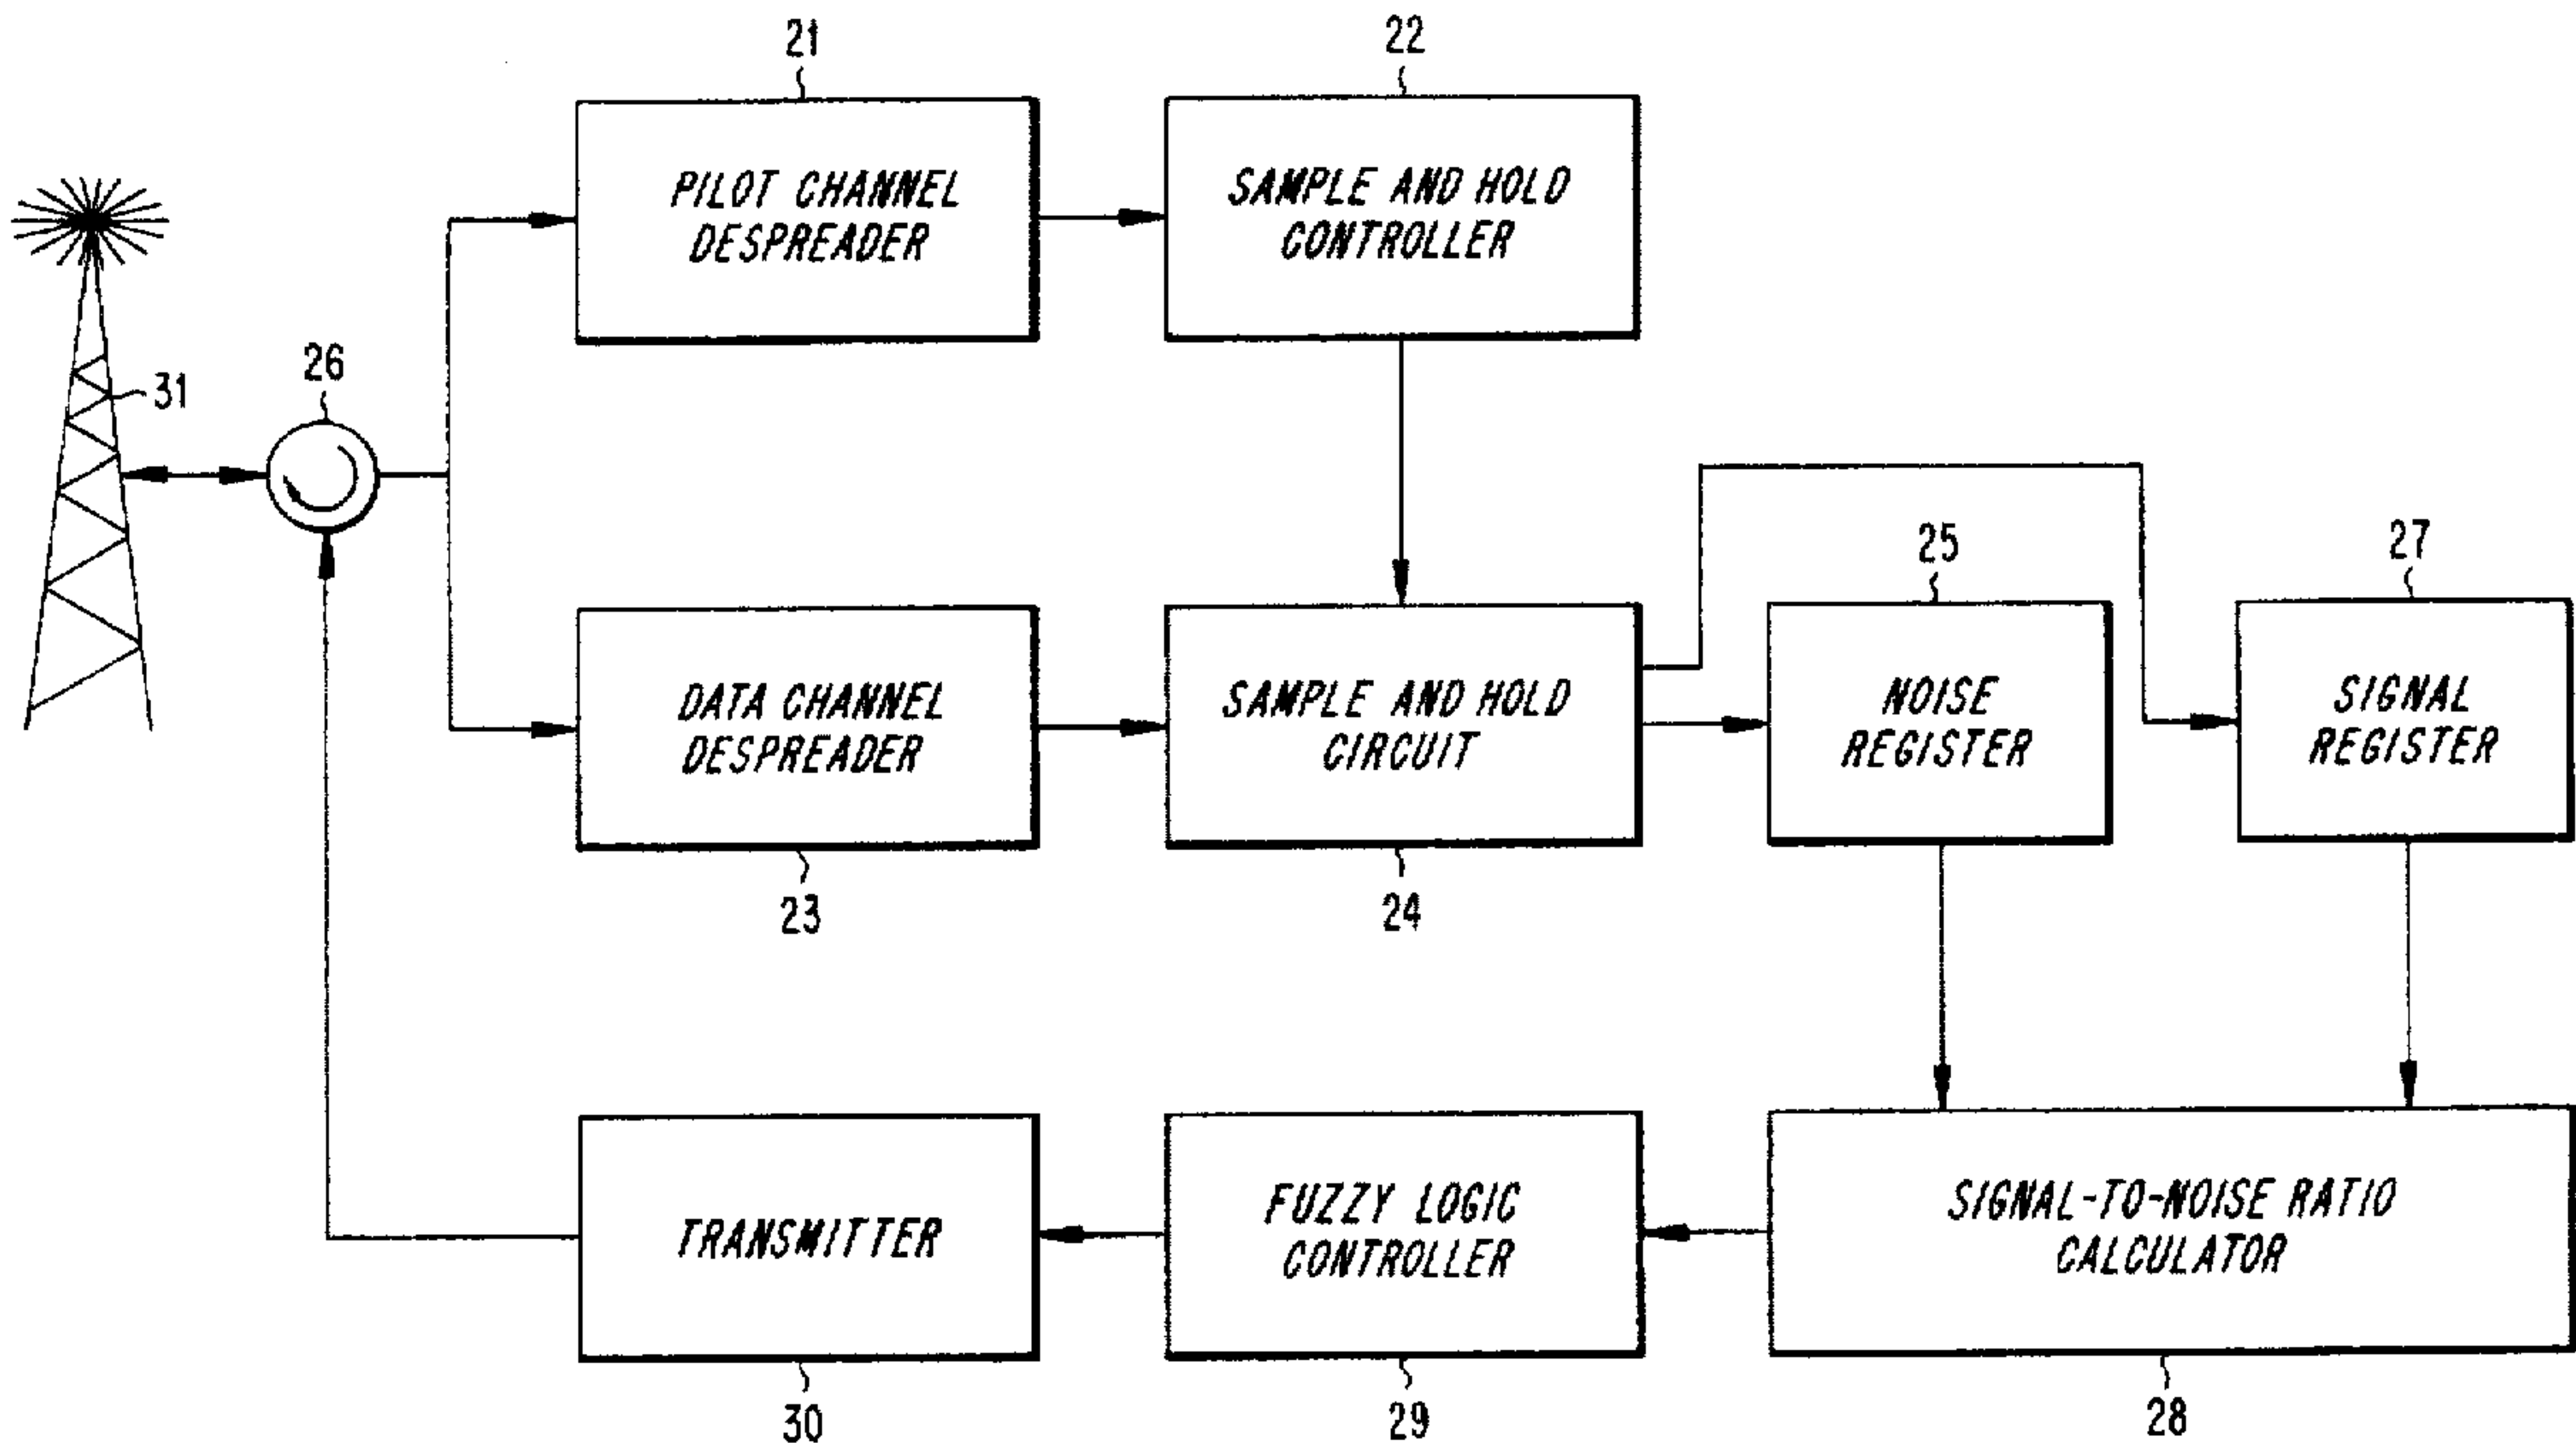 21
22
PILOT CHANNEL
DESPREADER
SAMPLE AND HOLD
CONTROLLER
26
31
25
27
DATA CHANNEL
DESPREADER
SAMPLE AND HOLD
CIRCUIT
NOISE
REGISTER
SIGNAL
REGISTER
23
24
TRANSMITTER
FUZZY LOGIC
CONTROLLER
SIGNAL-TO-NOISE RATIO
CALCULATOR
30
29
28